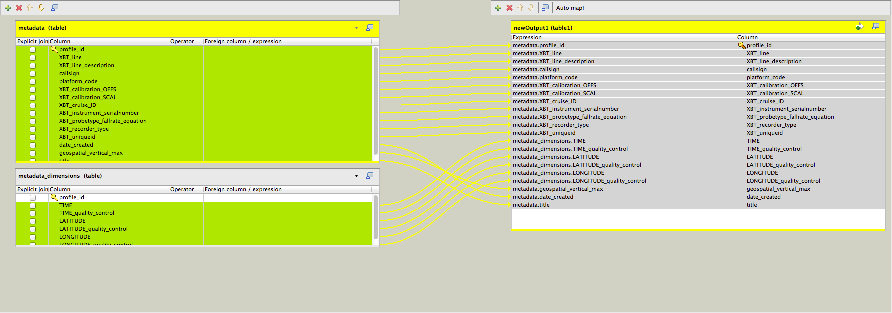 Auto map!
metadata (table)
Explicit join Column Operator Foreign column / expression
profile_id
XBT_line
XBT_line_description
callsign
platform_code
XBT_calibration_OFFS
XBT_calibration_SCAL
XBT_cruise_ID
XBT_instrument_serialnumber
XBT_probetype_fallrate_equation
XBT_recorder_type
XBT_uniqueid
date_created
geospatial_vertical_max
title
metadata_dimensions (table)
Explicit join Column Operator Foreign column / expression
profile_id
TIME
TIME_quality_control
LATITUDE
LATITUDE_quality_control
LONGITUDE
LONGITUDE_quality_control
newOutput1 (table1)
Expression Column
metadata.profile_id profile_id
metadata.XBT_line XBT_line
metadata.XBT_line_description XBT_line_description
metadata.callsign callsign
metadata.platform_code platform_code
metadata.XBT_calibration_OFFS XBT_calibration_OFFS
metadata.XBT_calibration_SCAL XBT_calibration_SCAL
metadata.XBT_cruise_ID XBT_cruise_ID
metadata.XBT_instrument_serialnumber XBT_instrument_serialnumber
metadata.XBT_probetype_fallrate_equation XBT_probetype_fallrate_equation
metadata.XBT_recorder_type XBT_recorder_type
metadata.XBT_uniqueid XBT_uniqueid
metadata_dimensions.TIME TIME
metadata_dimensions.TIME_quality_control TIME_quality_control
metadata_dimensions.LATITUDE LATITUDE
metadata_dimensions.LATITUDE_quality_control LATITUDE_quality_control
metadata_dimensions.LONGITUDE LONGITUDE
metadata_dimensions.LONGITUDE_quality_control LONGITUDE_quality_control
metadata.geospatial_vertical_max geospatial_vertical_max
metadata.date_created date_created
metadata.title title